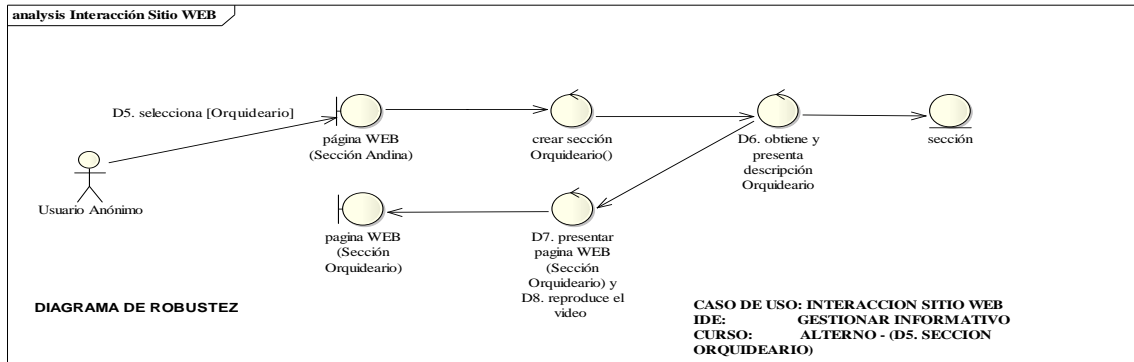 analysis Interacción Sitio WEB
D5. selecciona [Orquideario]
Usuario Anónimo
página WEB
(Sección Andina)
crear sección
Orquideario()
D6. obtiene y
presenta
descripción
Orquideario
sección
pagina WEB
(Sección
Orquideario)
D7. presentar
pagina WEB
(Sección
Orquideario) y
D8. reproduce el
video
DIAGRAMA DE ROBUSTEZ
CASO DE USO: INTERACCION SITIO WEB
IDE: GESTIONAR INFORMATIVO
CURSO: ALTERNO - (D5. SECCION
ORQUIDEARIO)